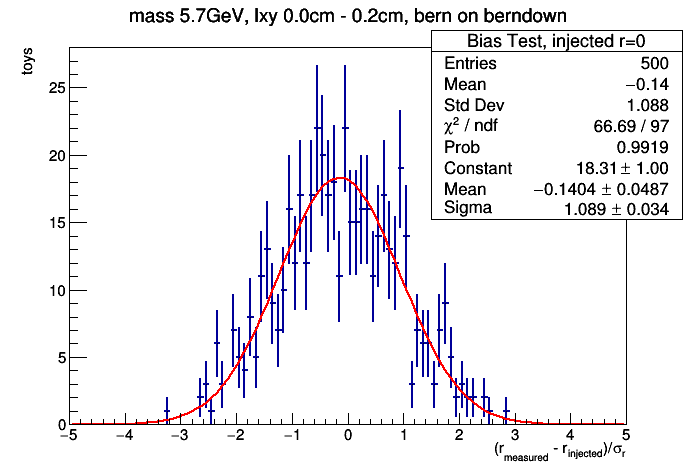 mass 5.7GeV, lxy 0.0cm - 0.2cm, bern on berndown
Bias Test, injected r=0
Entries 500
Mean −0.14
Std Dev 1.088
χ² / ndf 66.69 / 97
Prob 0.9919
Constant 18.31 ± 1.00
Mean −0.1404 ± 0.0487
Sigma 1.089 ± 0.034
toys
25
20
15
10
5
0
−5 −4 −3 −2 −1 0 1 2 3 4 5
(r_measured - r_injected)/σ_r